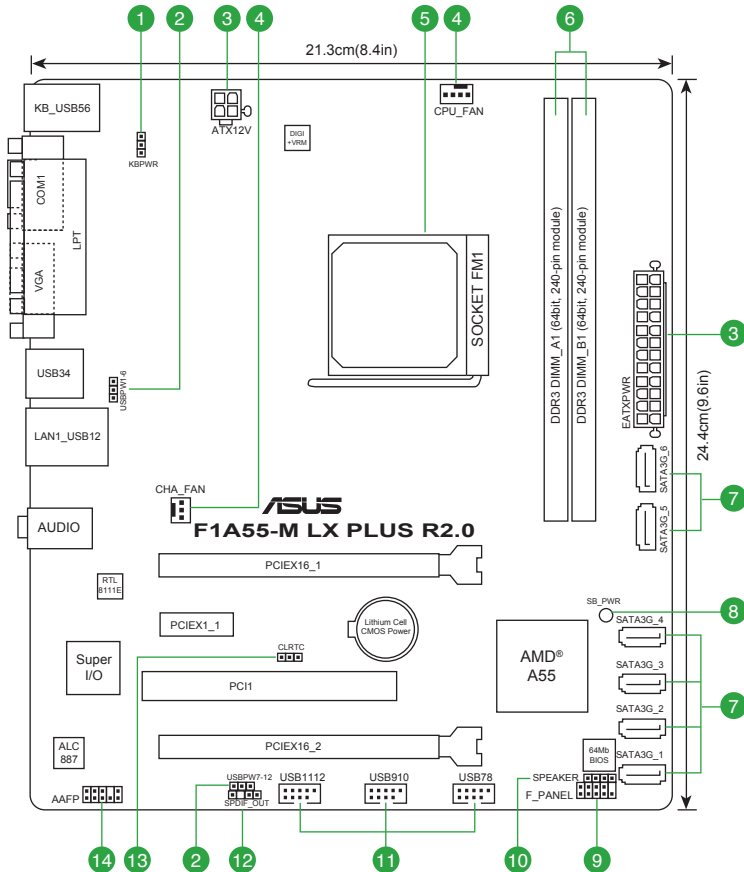 1
2
3
4
5
4
6
21.3cm(8.4in)
KB_USB56
ATX12V
CPU_FAN
DIGI
+VRM
KBPWR
COM1
LPT
VGA
SOCKET FM1
DDR3 DIMM_A1 (64bit, 240-pin module)
DDR3 DIMM_B1 (64bit, 240-pin module)
3
EATXPWR
24.4cm(9.6in)
USB34
USBPW1-6
LAN1_USB12
SATA3G_6
7
CHA_FAN
AUDIO
SATA3G_5
ASUS
F1A55-M LX PLUS R2.0
PCIEX16_1
RTL
8111E
SB_PWR
8
PCIEX1_1
Lithium Cell
CMOS Power
SATA3G_4
CLRTC
Super
I/O
AMD®
A55
SATA3G_3
PCI1
7
SATA3G_2
ALC
887
PCIEX16_2
64Mb
BIOS
SATA3G_1
USBPW7-12
USB1112
USB910
USB78
10
SPEAKER
AAFP
SPDIF_OUT
F_PANEL
14
13
2
12
11
10
9